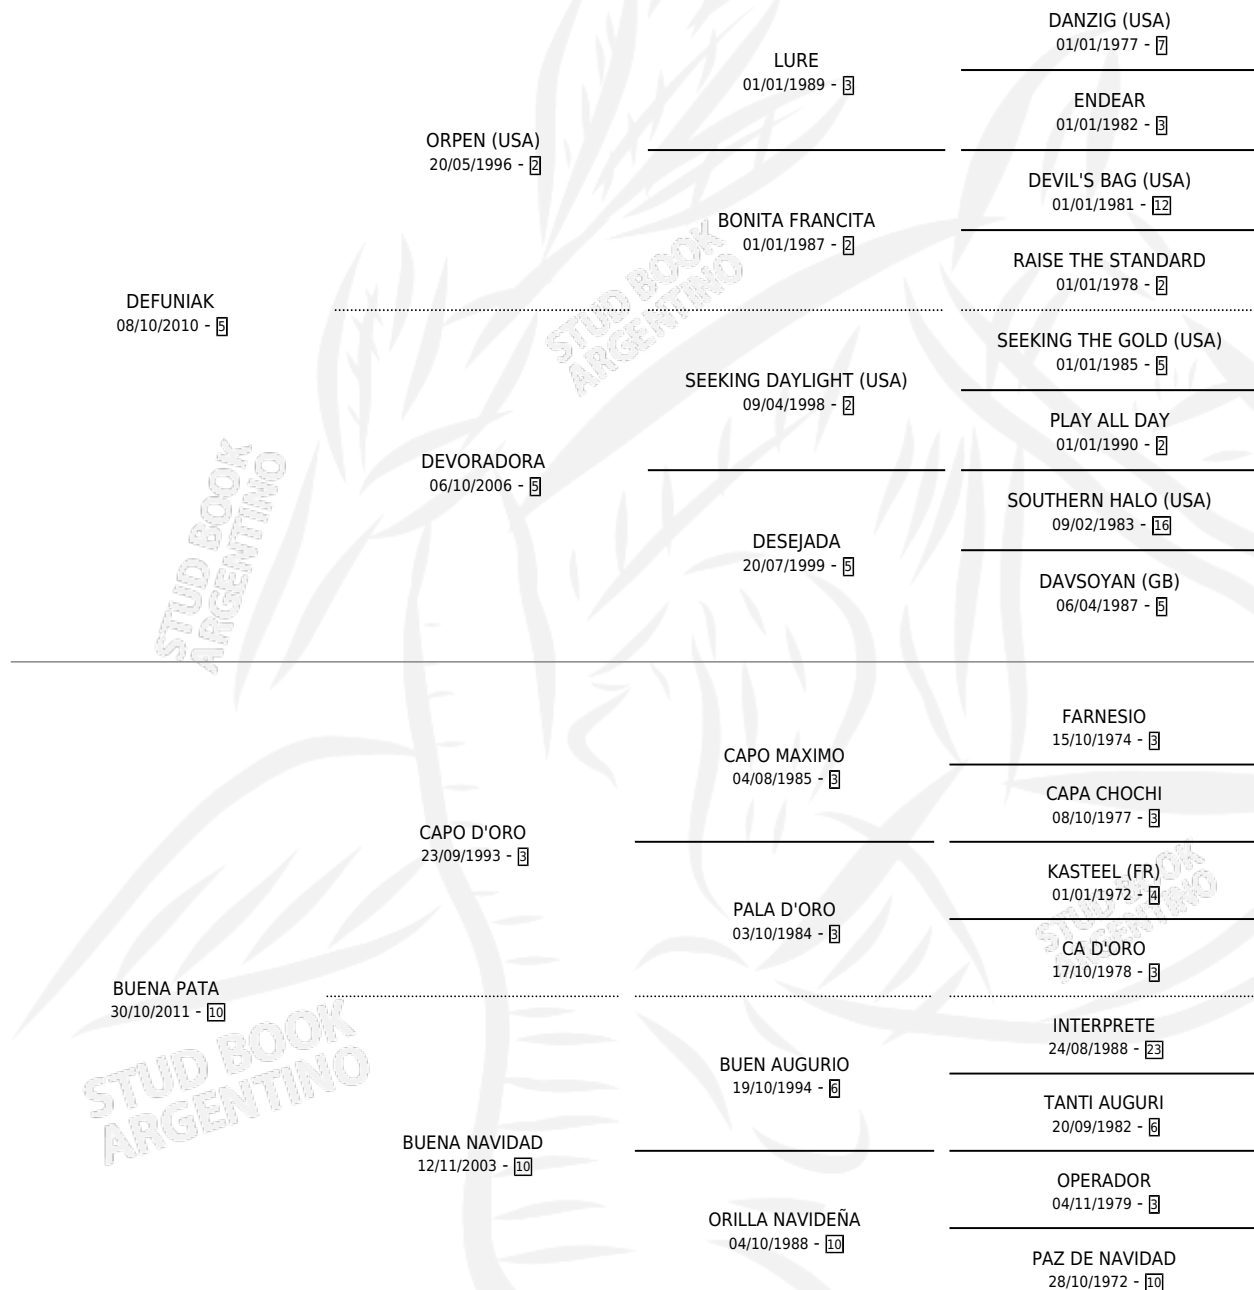 DANZIG (USA)
01/01/1977 - 7
LURE
01/01/1989 - 3
ENDEAR
01/01/1982 - 3
ORPEN (USA)
20/05/1996 - 2
DEVIL'S BAG (USA)
01/01/1981 - 12
BONITA FRANCITA
01/01/1987 - 2
RAISE THE STANDARD
01/01/1978 - 2
DEFUNIAK
08/10/2010 - 5
SEEKING THE GOLD (USA)
01/01/1985 - 5
SEEKING DAYLIGHT (USA)
09/04/1998 - 2
PLAY ALL DAY
01/01/1990 - 2
DEVORADORA
06/10/2006 - 5
SOUTHERN HALO (USA)
09/02/1983 - 16
DESEJADA
20/07/1999 - 5
DAVSOYAN (GB)
06/04/1987 - 5
STUD BOOK
ARGENTINO
STUD BOOK
ARGENTINO
FARNESIO
15/10/1974 - 3
CAPO MAXIMO
04/08/1985 - 3
CAPA CHOCHI
08/10/1977 - 3
CAPO D'ORO
23/09/1993 - 3
KASTEEL (FR)
01/01/1972 - 4
PALA D'ORO
03/10/1984 - 3
CA D'ORO
17/10/1978 - 3
BUENA PATA
30/10/2011 - 10
INTERPRETE
24/08/1988 - 23
BUEN AUGURIO
19/10/1994 - 6
TANTI AUGURI
20/09/1982 - 6
BUENA NAVIDAD
12/11/2003 - 10
OPERADOR
04/11/1979 - 3
ORILLA NAVIDEÑA
04/10/1988 - 10
PAZ DE NAVIDAD
28/10/1972 - 10
STUD BOOK
ARGENTINO
STUD BOOK
ARGENTINO